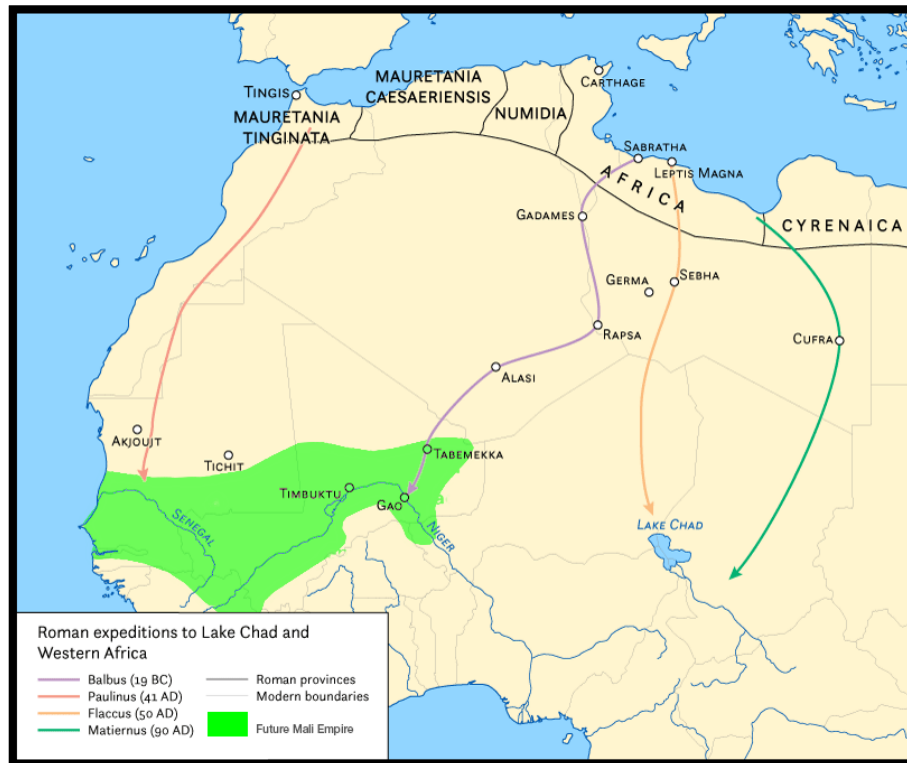 Tingis
Mauretania
Caesaeriensis
Carthage
Numidia
Mauretania
Tinginata
Sabratha
Leptis Magna
Africa
Gadames
Cyrenaica
Germa
Sebha
Rapsa
Cufra
Alasi
Akjoujt
Tichit
Tabemekka
Timbuktu
Gao
Senegal
Niger
Lake Chad
Roman expeditions to Lake Chad and
Western Africa
Balbus (19 BC)
Paulinus (41 AD)
Flaccus (50 AD)
Matiernus (90 AD)
Roman provinces
Modern boundaries
Future Mali Empire